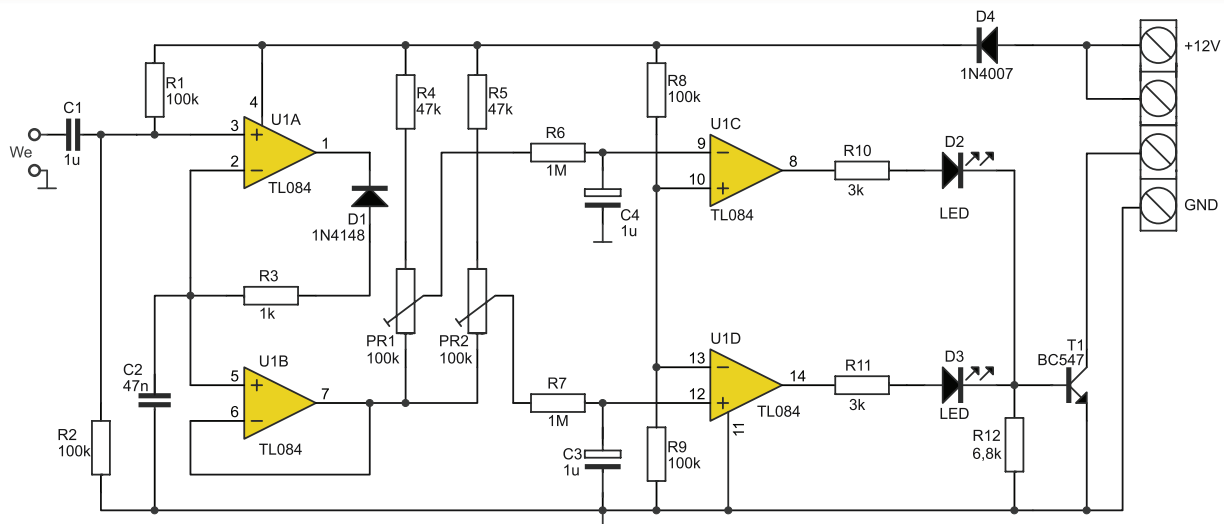 D4
1N4007
+12V
R1
100k
4
R4
47k
R5
47k
R8
100k
C1
1u
We
3
2
+
−
U1A
1
TL084
D1
1N4148
R6
1M
C4
1u
U1C
9
10
−
+
8
TL084
R10
3k
D2
LED
GND
R3
1k
PR1
100k
PR2
100k
C2
47n
U1B
5
6
+
−
7
TL084
R7
1M
C3
1u
U1D
13
12
−
+
14
TL084
11
R11
3k
D3
LED
T1
BC547
R2
100k
R9
100k
R12
6,8k